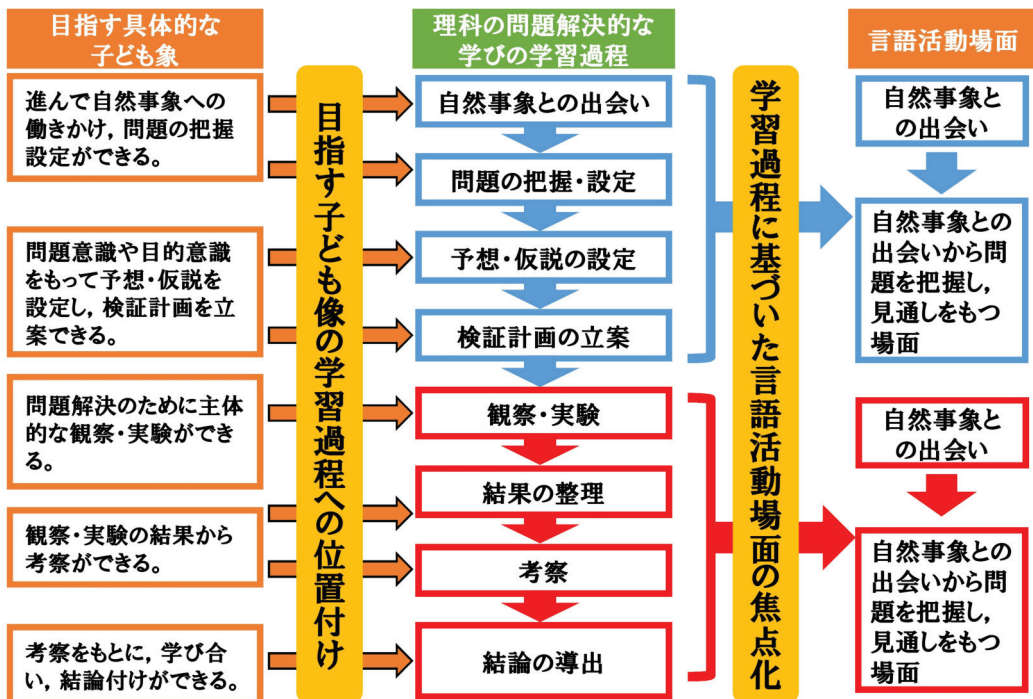 目指す具体的な
子ども象
進んで自然事象への
働きかけ，問題の把握
設定ができる。
問題意識や目的意識
をもって予想・仮説を
設定し，検証計画を立
案できる。
問題解決のために主体
的な観察・実験ができ
る。
観察・実験の結果から
考察ができる。
考察をもとに，学び合
い，結論付けができる。
目指す子ども像の学習過程への位置付け
理科の問題解決的な
学びの学習過程
自然事象との出会い
問題の把握・設定
予想・仮説の設定
検証計画の立案
観察・実験
結果の整理
考察
結論の導出
学習過程に基づいた言語活動場面の焦点化
言語活動場面
自然事象と
の出会い
自然事象との
出会いから問
題を把握し，
見通しをもつ
場面
自然事象と
の出会い
自然事象との
出会いから問
題を把握し，
見通しをもつ
場面